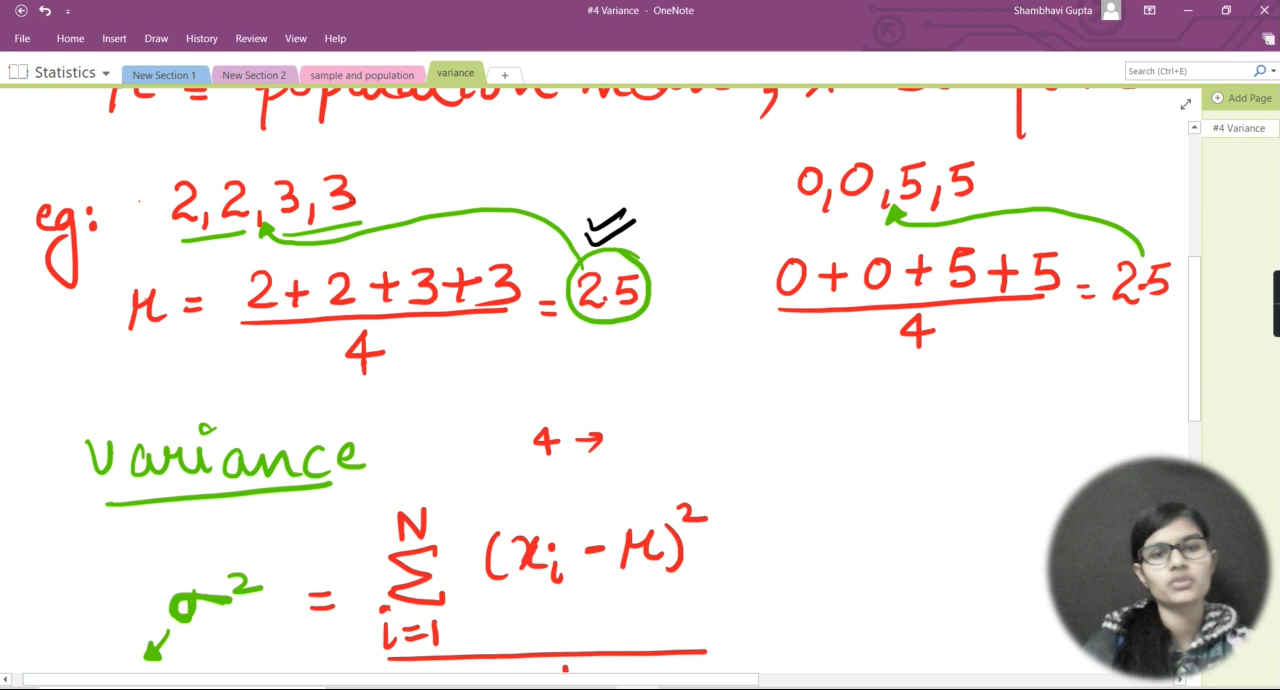 #4 Variance - OneNote
Shambhavi Gupta
File Home Insert Draw History Review View Help
Statistics
New Section 1 New Section 2 sample and population variance +
Search (Ctrl+E)
Add Page
#4 Variance
μ = population
eg: 2, 2, 3, 3
0, 0, 5, 5
μ = 2 + 2 + 3 + 3 / 4 = 2.5
0 + 0 + 5 + 5 / 4 = 2.5
variance
4 →
σ² = N Σ i=1 (xi - μ)²